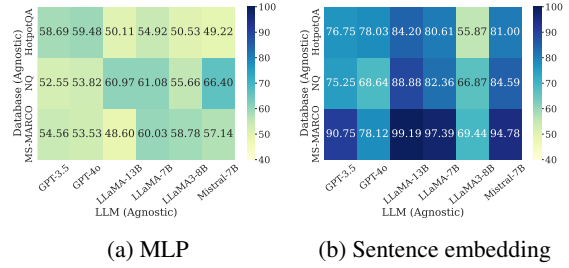 HotpotQA 58.69 59.48 50.11 54.92 50.53 49.22
NQ 52.55 53.82 60.97 61.08 55.66 66.40
MS-MARCO 54.56 53.53 48.60 60.03 58.78 57.14
Database (Agnostic)
GPT-3.5 GPT-4o LLaMA-13B LLaMA-7B LLaMA3-8B Mistral-7B
LLM (Agnostic)
100
90
80
70
60
50
40
(a) MLP
HotpotQA 76.75 78.03 84.20 80.61 55.87 81.00
NQ 75.25 68.64 88.88 82.36 66.87 84.59
MS-MARCO 90.75 78.12 99.19 97.39 69.44 94.78
Database (Agnostic)
GPT-3.5 GPT-4o LLaMA-13B LLaMA-7B LLaMA3-8B Mistral-7B
LLM (Agnostic)
100
90
80
70
60
50
40
(b) Sentence embedding